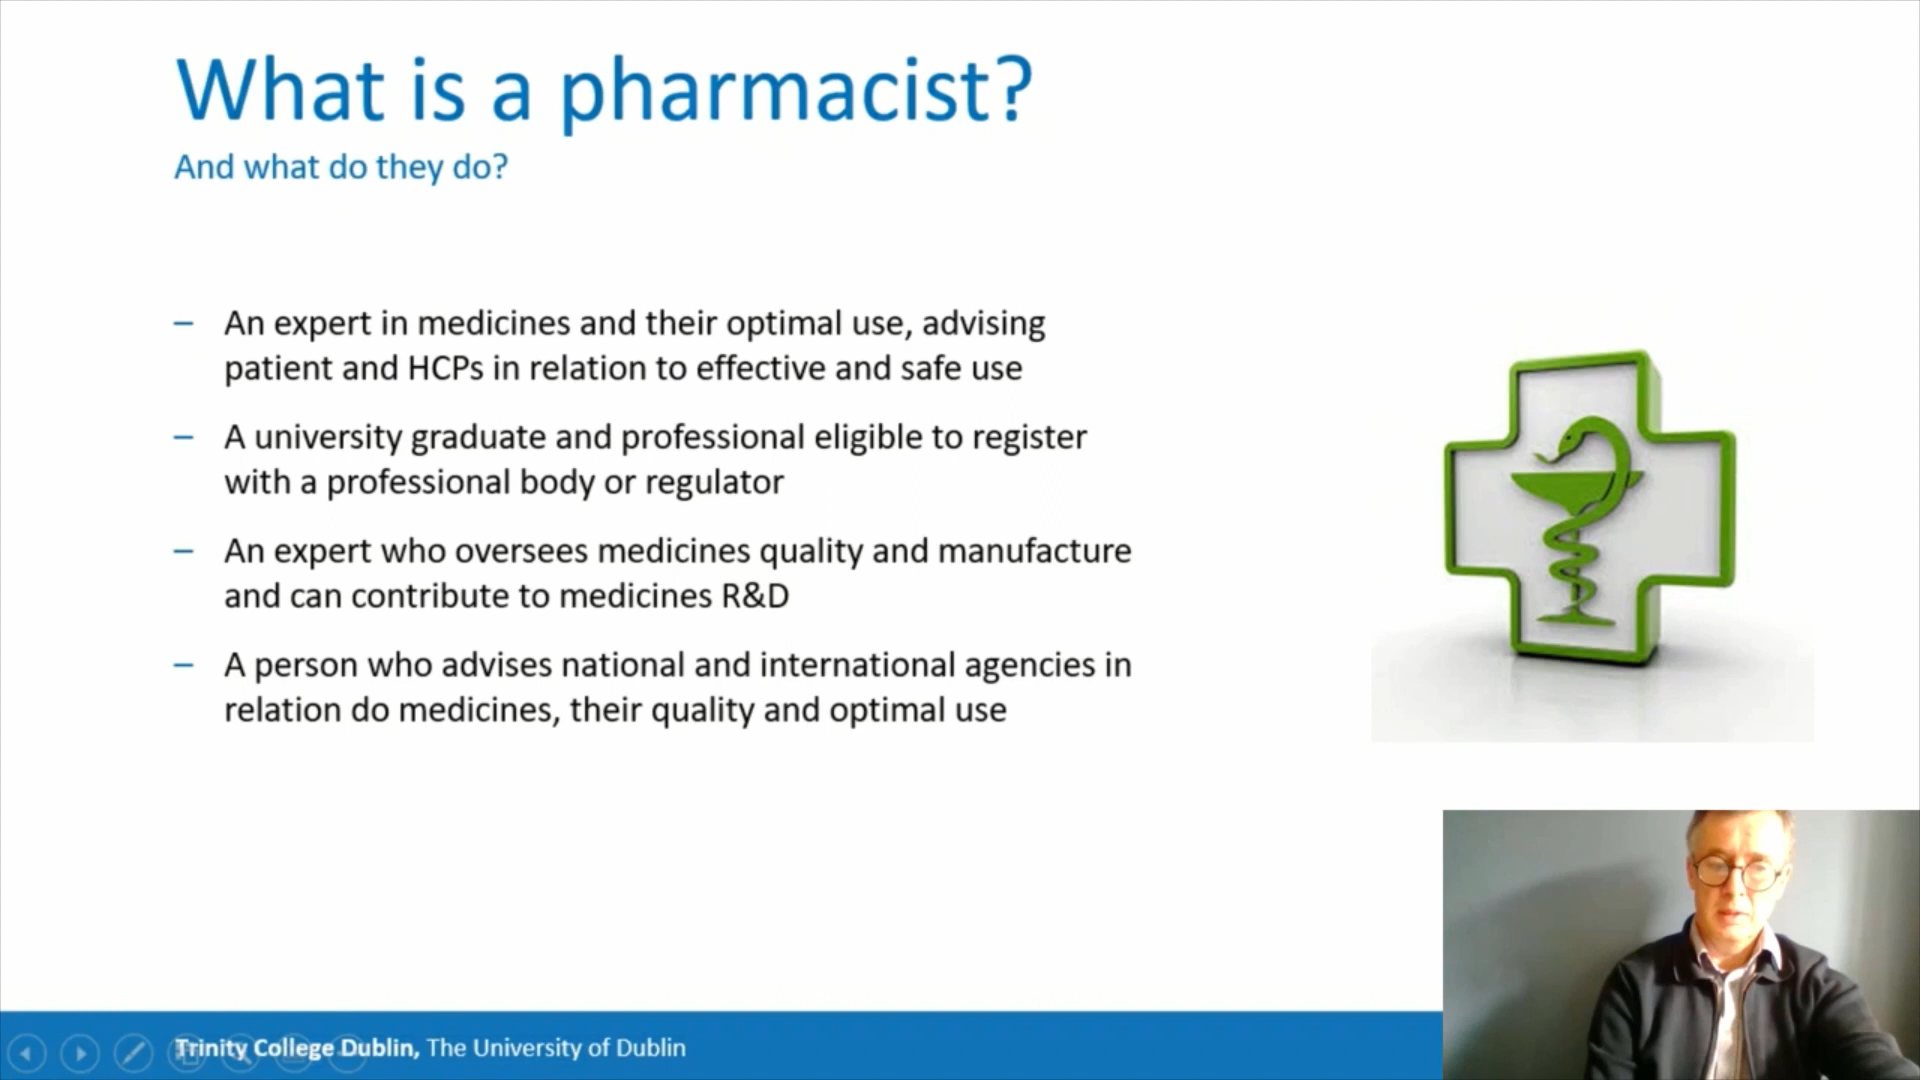 What is a pharmacist?
And what do they do?
– An expert in medicines and their optimal use, advising
patient and HCPs in relation to effective and safe use
– A university graduate and professional eligible to register
with a professional body or regulator
– An expert who oversees medicines quality and manufacture
and can contribute to medicines R&D
– A person who advises national and international agencies in
relation do medicines, their quality and optimal use
Trinity College Dublin, The University of Dublin